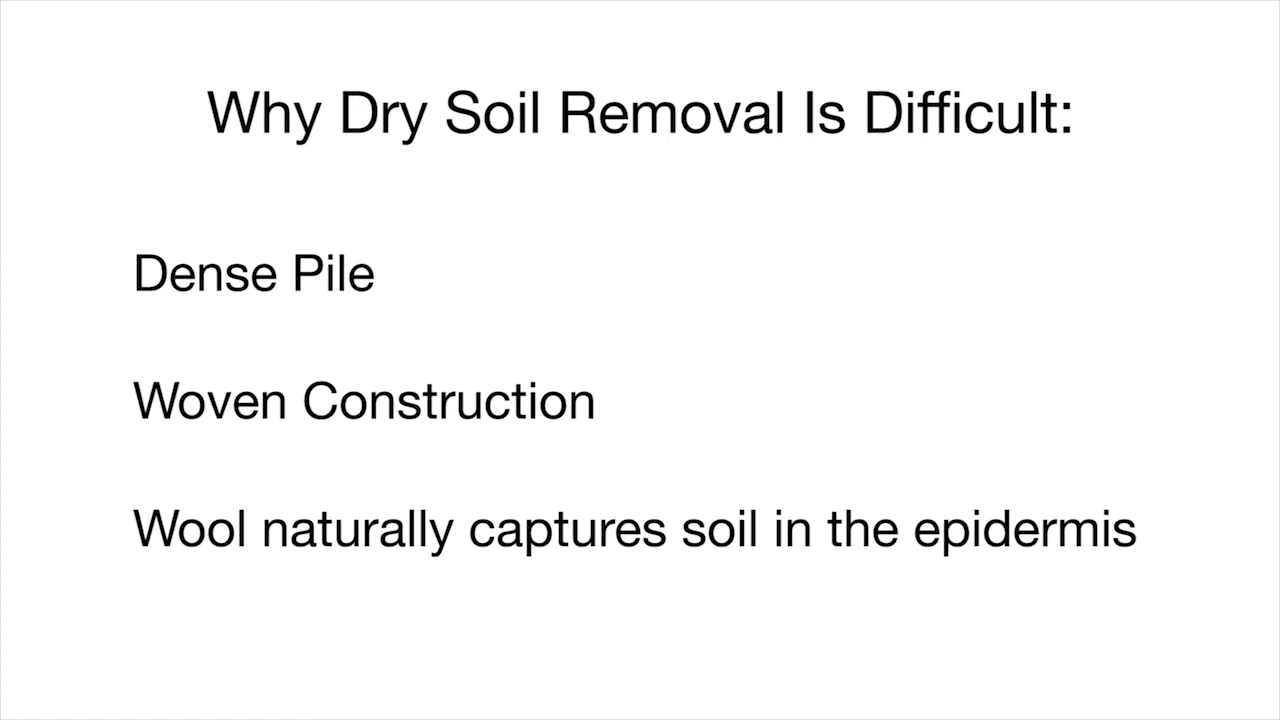 Why Dry Soil Removal Is Difficult:
Dense Pile
Woven Construction
Wool naturally captures soil in the epidermis